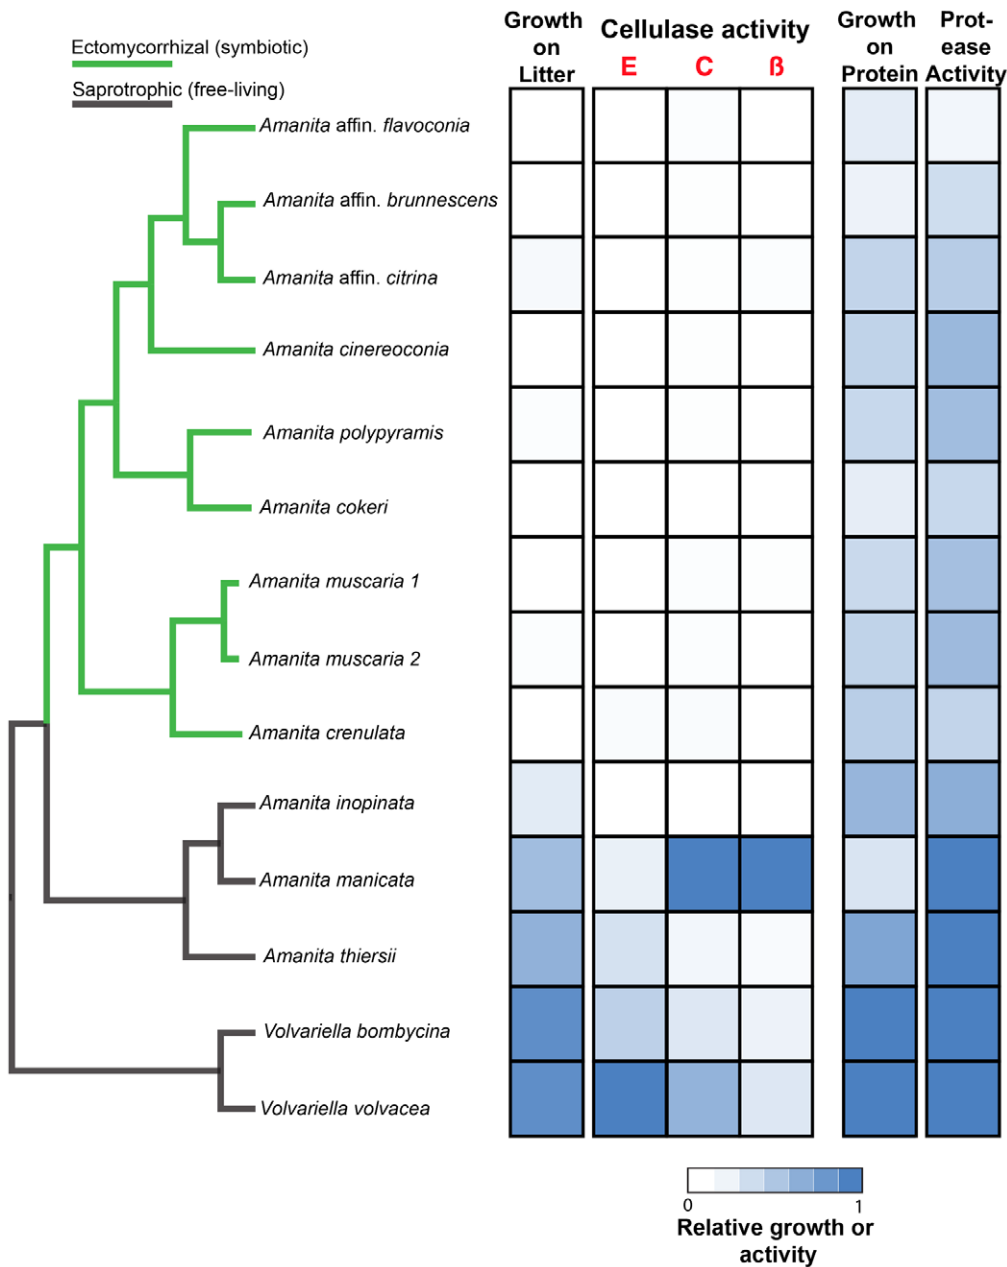 Ectomycorrhizal (symbiotic)
Saprotrophic (free-living)
Growth
on
Litter
Cellulase activity
E C ß
Growth
on
Protein
Prot-
ease
Activity
Amanita affin. flavoconia
Amanita affin. brunnescens
Amanita affin. citrina
Amanita cinereoconia
Amanita polypyramis
Amanita cokeri
Amanita muscaria 1
Amanita muscaria 2
Amanita crenulata
Amanita inopinata
Amanita manicata
Amanita thiersii
Volvariella bombycina
Volvariella volvacea
0 1
Relative growth or
activity